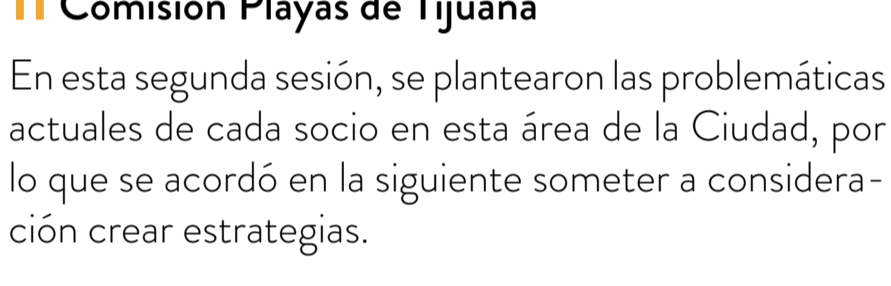 11 Comisión Playas de Tijuana
En esta segunda sesión, se plantearon las problemáticas
actuales de cada socio en esta área de la Ciudad, por
lo que se acordó en la siguiente someter a considera-
ción crear estrategias.